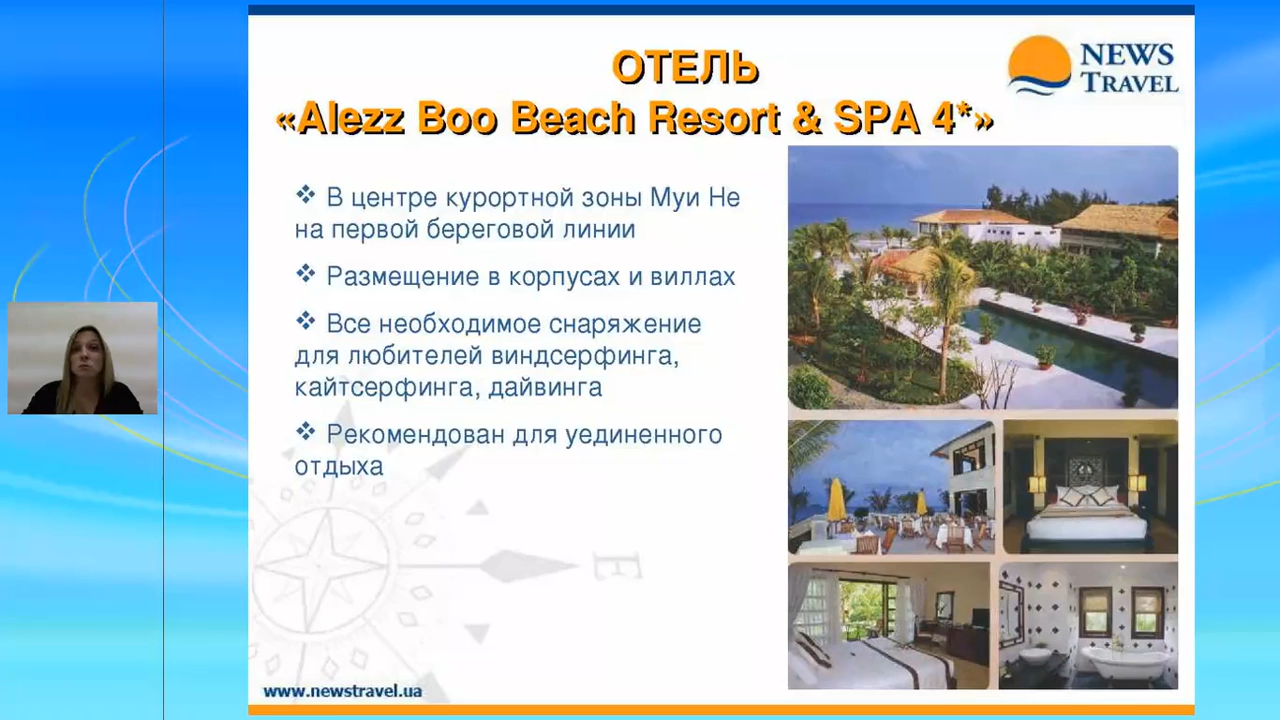 ОТЕЛЬ
«Alezz Boo Beach Resort & SPA 4*»
NEWS
TRAVEL
❖ В центре курортной зоны Муи Не
на первой береговой линии
❖ Размещение в корпусах и виллах
❖ Все необходимое снаряжение
для любителей виндсерфинга,
кайтсерфинга, дайвинга
❖ Рекомендован для уединенного
отдыха
E
www.newstravel.ua